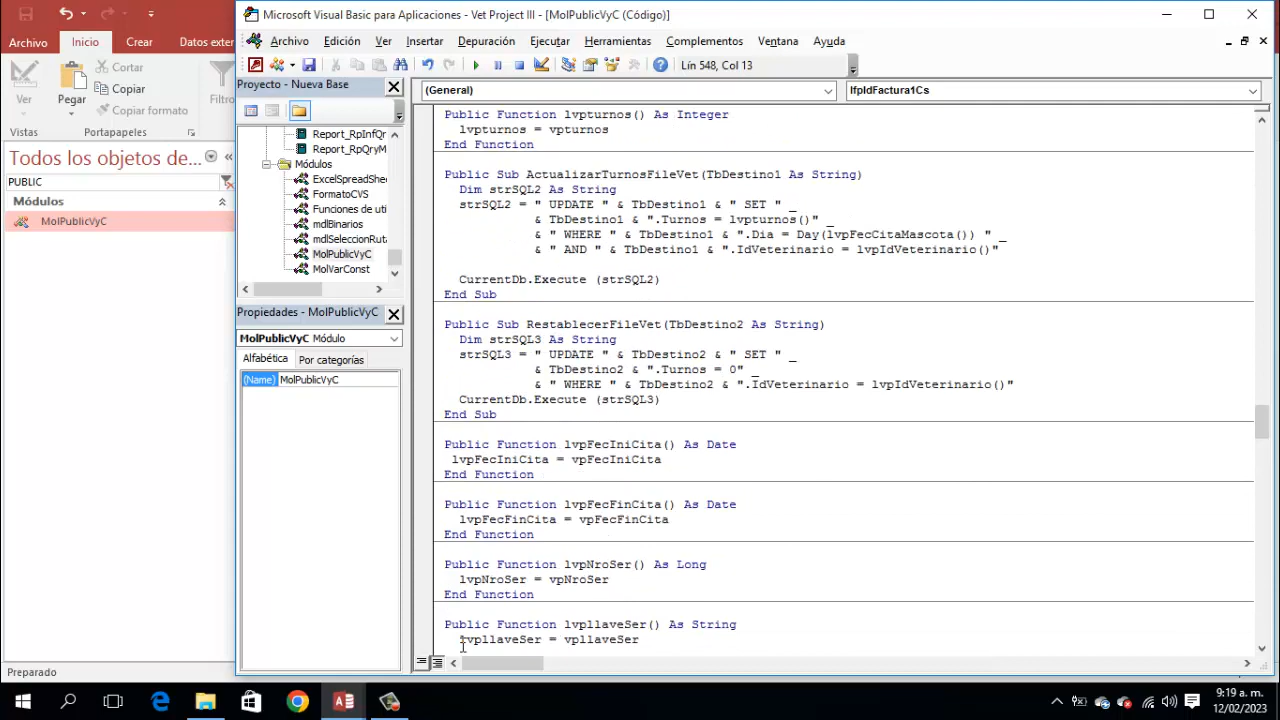 Microsoft Visual Basic para Aplicaciones - Vet Project III - [MolPublicVyC (Código)]
Archivo Edición Ver Insertar Formato Depuración Ejecutar Herramientas Complementos Ventana Ayuda
Archivo Inicio Crear Datos exter
Lín 548, Col 13
Ver
Pegar
Cortar
Copiar
Copiar formato
Filtro
Vistas
Portapapeles
Proyecto - Nueva Base
(General)
lfpIdFactura1Cs
Todos los objetos de...
PUBLIC
Módulos
MolPublicVyC
Report_RpInfQr
Report_RpQryM
Módulos
ExcelSpreadShe
FormatoCVS
Funciones de uti
mdlBinarios
mdlSeleccionRuta
MolPublicVyC
MolVarConst
Propiedades - MolPublicVyC
MolPublicVyC Módulo
Alfabética Por categorías
(Name) MolPublicVyC
Public Function lvpturnos() As Integer
lvpturnos = vpturnos
End Function
Public Sub ActualizarTurnosFileVet(TbDestino1 As String)
Dim strSQL2 As String
strSQL2 = " UPDATE " & TbDestino1 & " SET " _
& TbDestino1 & ".Turnos = lvpturnos()" _
& " WHERE " & TbDestino1 & ".Dia = Day(lvpFecCitaMascota()) " _
& " AND " & TbDestino1 & ".IdVeterinario = lvpIdVeterinario()"
CurrentDb.Execute (strSQL2)
End Sub
Public Sub RestablecerFileVet(TbDestino2 As String)
Dim strSQL3 As String
strSQL3 = " UPDATE " & TbDestino2 & " SET " _
& TbDestino2 & ".Turnos = 0" _
& " WHERE " & TbDestino2 & ".IdVeterinario = lvpIdVeterinario()"
CurrentDb.Execute (strSQL3)
End Sub
Public Function lvpFecIniCita() As Date
lvpFecIniCita = vpFecIniCita
End Function
Public Function lvpFecFinCita() As Date
lvpFecFinCita = vpFecFinCita
End Function
Public Function lvpNroSer() As Long
lvpNroSer = vpNroSer
End Function
Public Function lvpllaveSer() As String
lvpllaveSer = vpllaveSer
Preparado
9:19 a. m.
12/02/2023